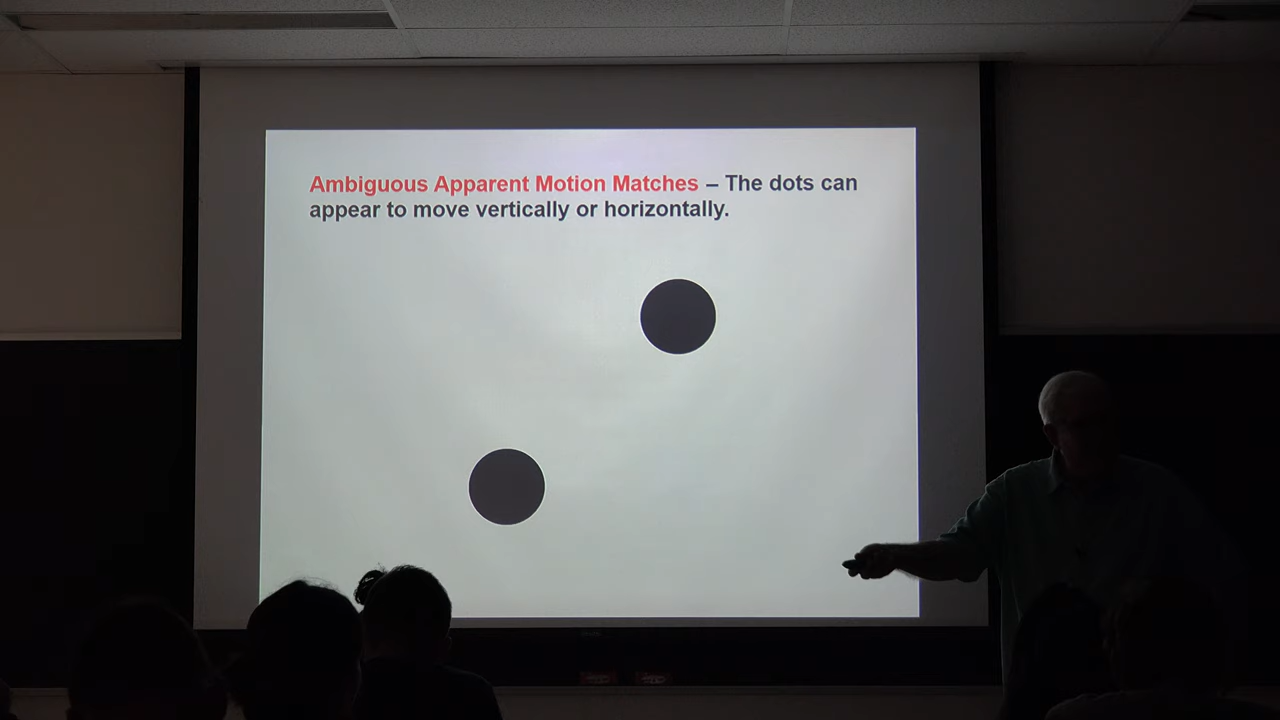 Ambiguous Apparent Motion Matches – The dots can
appear to move vertically or horizontally.